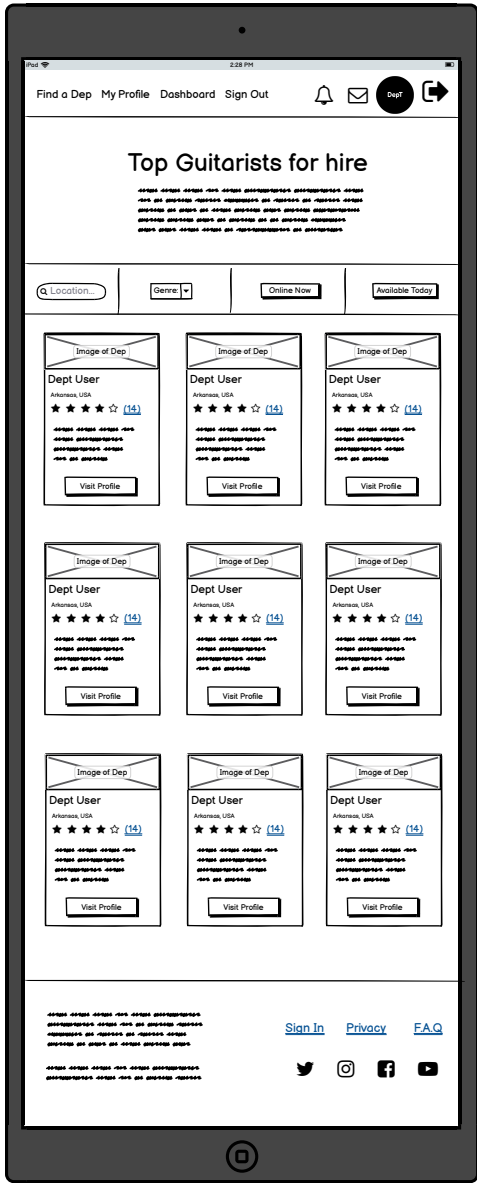 iPod 2:28 PM
Find a Dep My Profile Dashboard Sign Out DepT
Top Guitarists for hire
Location... Genre: Online Now Available Today
Image of Dep Image of Dep Image of Dep
Dept User Dept User Dept User
Arkansas, USA Arkansas, USA Arkansas, USA
(14) (14) (14)
Visit Profile Visit Profile Visit Profile
Image of Dep Image of Dep Image of Dep
Dept User Dept User Dept User
Arkansas, USA Arkansas, USA Arkansas, USA
(14) (14) (14)
Visit Profile Visit Profile Visit Profile
Image of Dep Image of Dep Image of Dep
Dept User Dept User Dept User
Arkansas, USA Arkansas, USA Arkansas, USA
(14) (14) (14)
Visit Profile Visit Profile Visit Profile
Sign In Privacy F.A.Q